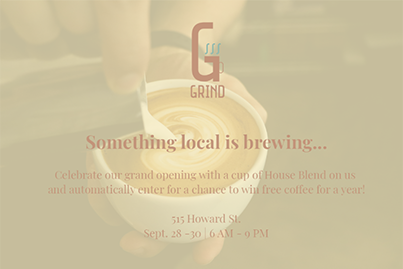 GRIND
Something local is brewing...
Celebrate our grand opening with a cup of House Blend on us
and automatically enter for a chance to win free coffee for a year!
515 Howard St.
Sept. 28 -30 | 6 AM – 9 PM